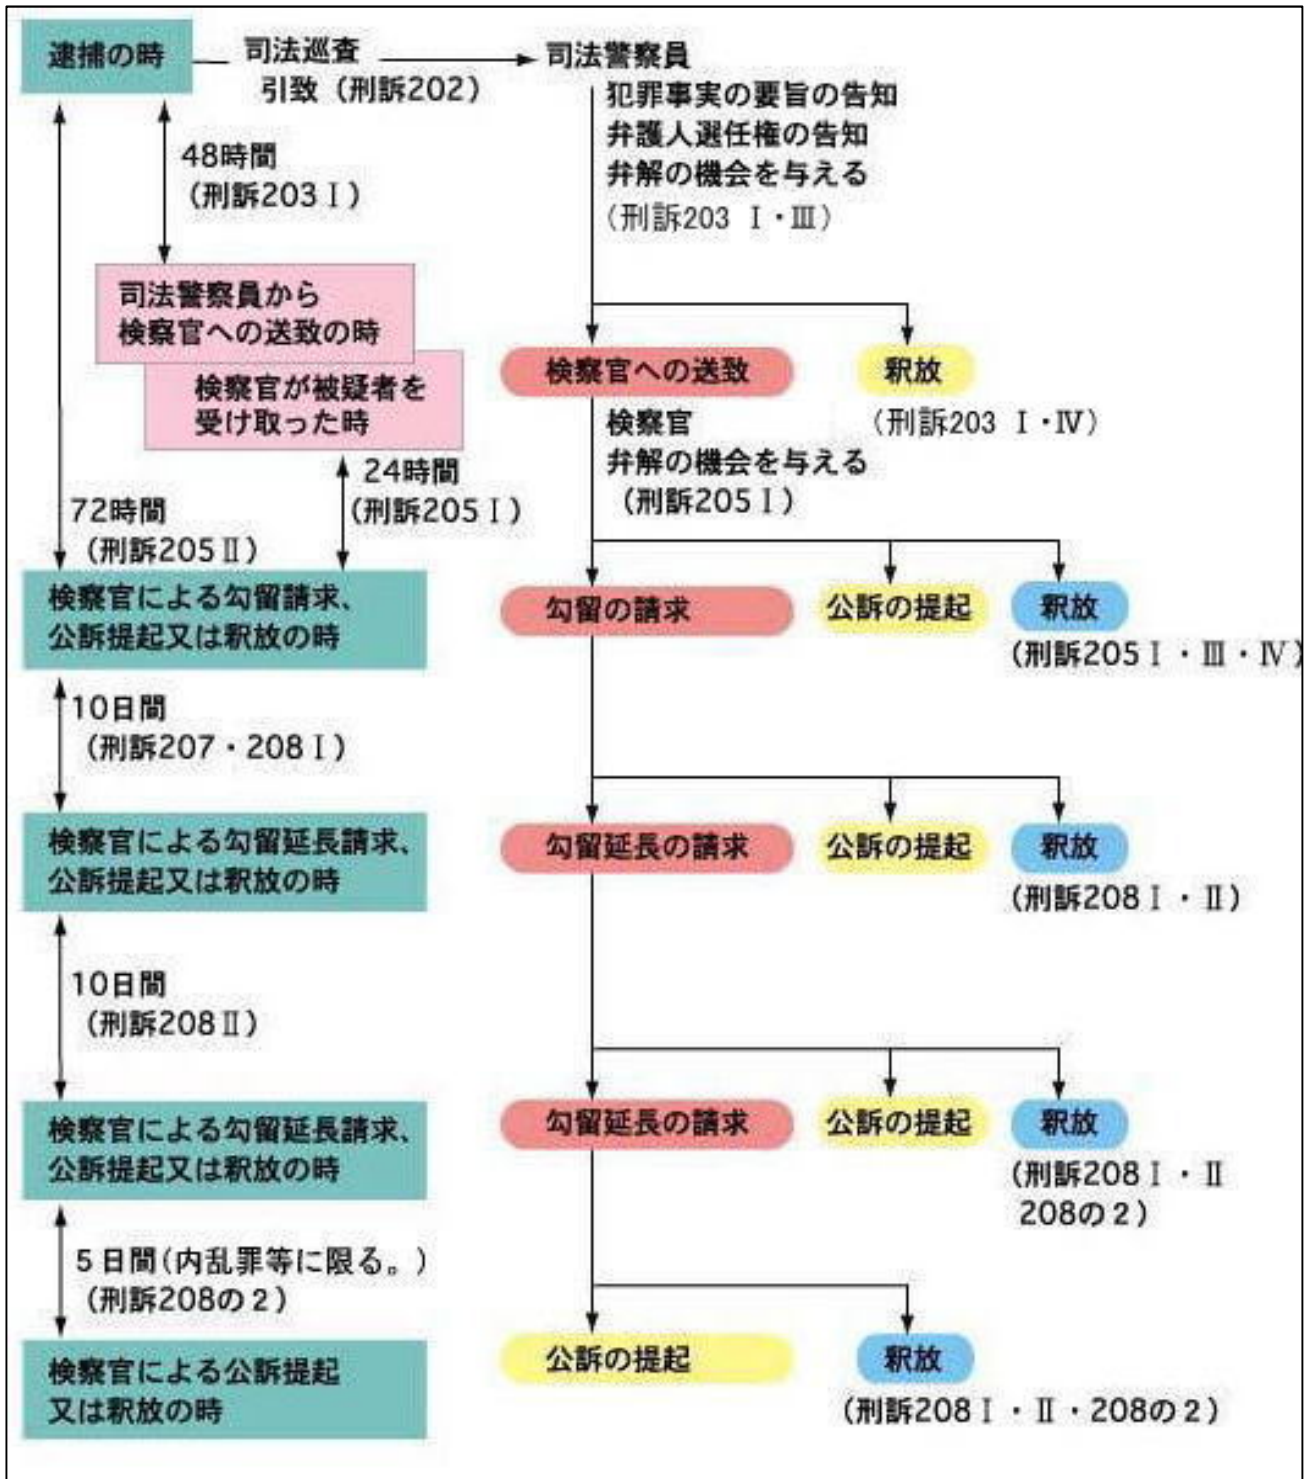 逮捕の時
司法巡査
引致（刑訴202）
司法警察員
犯罪事実の要旨の告知
弁護人選任権の告知
弁解の機会を与える
（刑訴203 Ⅰ・Ⅲ）
48時間
（刑訴203Ⅰ）
司法警察員から
検察官への送致の時
検察官が被疑者を
受け取った時
検察官への送致
釈放
（刑訴203 Ⅰ・Ⅳ）
検察官
弁解の機会を与える
（刑訴205Ⅰ）
24時間
（刑訴205Ⅰ）
72時間
（刑訴205Ⅱ）
検察官による勾留請求、
公訴提起又は釈放の時
勾留の請求
公訴の提起
釈放
（刑訴205Ⅰ・Ⅲ・Ⅳ）
10日間
（刑訴207・208Ⅰ）
検察官による勾留延長請求、
公訴提起又は釈放の時
勾留延長の請求
公訴の提起
釈放
（刑訴208Ⅰ・Ⅱ）
10日間
（刑訴208Ⅱ）
検察官による勾留延長請求、
公訴提起又は釈放の時
勾留延長の請求
公訴の提起
釈放
（刑訴208Ⅰ・Ⅱ
208の２）
５日間（内乱罪等に限る。）
（刑訴208の２）
検察官による公訴提起
又は釈放の時
公訴の提起
釈放
（刑訴208Ⅰ・Ⅱ・208の２）